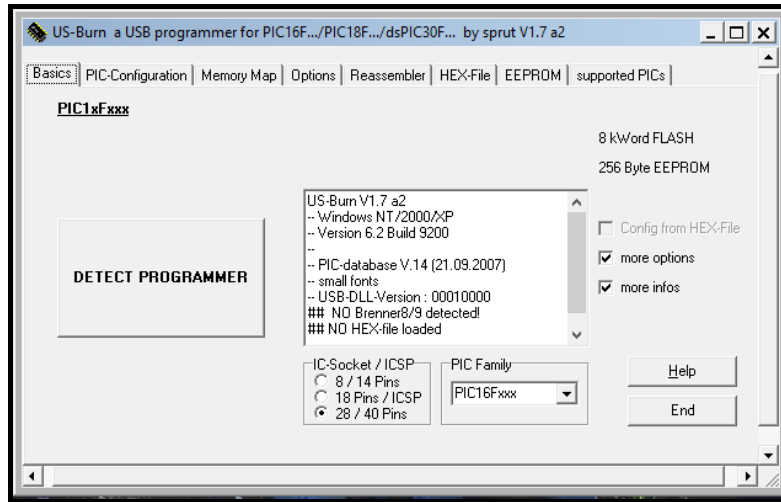 US-Burn a USB programmer for PIC16F.../PIC18F.../dsPIC30F... by sprut V1.7 a2
Basics PIC-Configuration Memory Map Options Reassembler HEX-File EEPROM supported PICs
PIC1xFxxx
8 kWord FLASH
256 Byte EEPROM
US-Burn V1.7 a2
-- Windows NT/2000/XP
-- Version 6.2 Build 9200
--
-- PIC-database V.14 (21.09.2007)
-- small fonts
-- USB-DLL-Version : 00010000
## NO Brenner8/9 detected!
## NO HEX-file loaded
Config from HEX-File
more options
more infos
DETECT PROGRAMMER
IC-Socket / ICSP
8 / 14 Pins
18 Pins / ICSP
28 / 40 Pins
PIC Family
PIC16Fxxx
Help
End